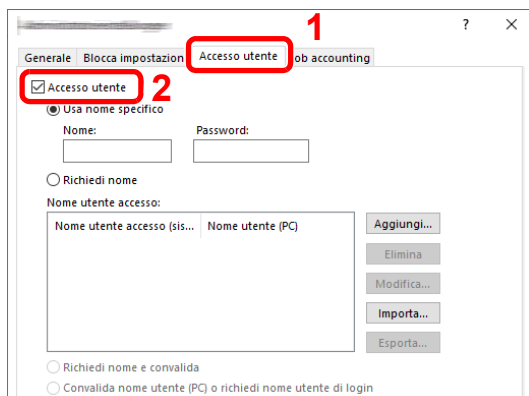 ? ×
1
Generale Blocca impostazion Accesso utente ob accounting
2
Accesso utente
Usa nome specifico
Nome: Password:
Richiedi nome
Nome utente accesso:
Nome utente accesso (sis... Nome utente (PC)
Aggiungi...
Elimina
Modifica...
Importa...
Esporta...
Richiedi nome e convalida
Convalida nome utente (PC) o richiedi nome utente di login